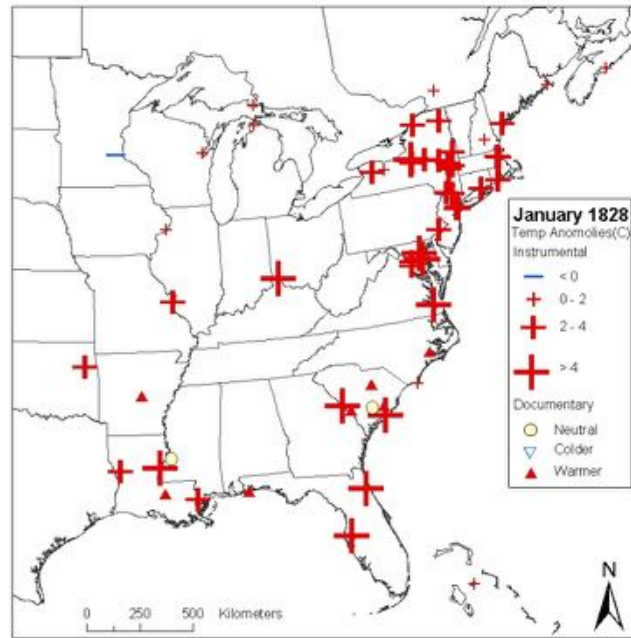 January 1828
Temp Anomolies(C)
Instrumental
< 0
0 - 2
2 - 4
> 4
Documentary
Neutral
Colder
Warmer
N
0 250 500 Kilometers